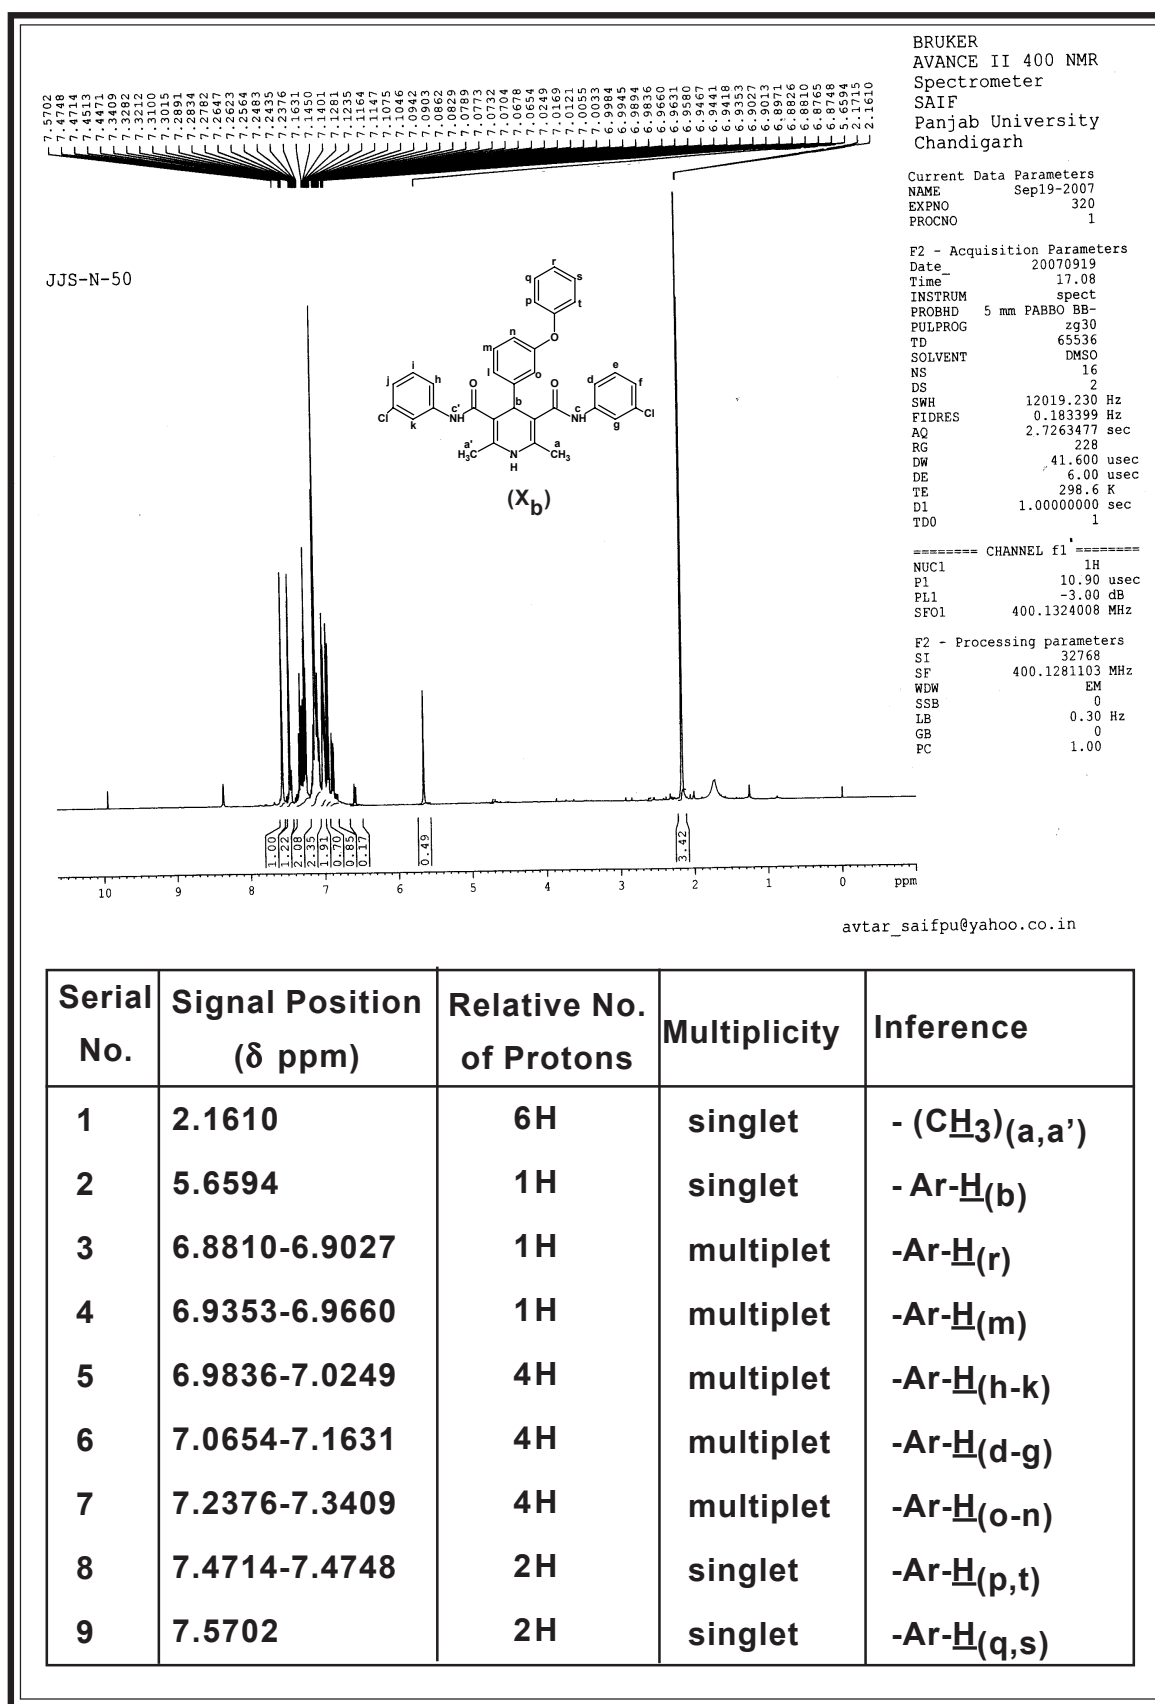 7.5702
7.4748
7.4714
7.4513
7.4471
7.3409
7.3282
7.3212
7.3100
7.3015
7.2891
7.2834
7.2782
7.2647
7.2623
7.2564
7.2483
7.2435
7.2376
7.1631
7.1450
7.1401
7.1281
7.1235
7.1164
7.1147
7.1075
7.1046
7.0942
7.0903
7.0862
7.0829
7.0789
7.0773
7.0732
7.0704
7.0678
7.0654
7.0249
7.0169
7.0121
7.0055
7.0033
6.9984
6.9945
6.9894
6.9836
6.9660
6.9631
6.9580
6.9467
6.9441
6.9418
6.9353
6.9027
6.9013
6.8971
6.8826
6.8810
6.8765
6.8748
5.6594
2.1715
2.1610
BRUKER
AVANCE II 400 NMR
Spectrometer
SAIF
Panjab University
Chandigarh
Current Data Parameters
NAME Sep19-2007
EXPNO 320
PROCNO 1
F2 - Acquisition Parameters
Date_ 20070919
Time 17.08
INSTRUM spect
PROBHD 5 mm PABBO BB-
PULPROG zg30
TD 65536
SOLVENT DMSO
NS 16
DS 2
SWH 12019.230 Hz
FIDRES 0.183399 Hz
AQ 2.7263477 sec
RG 228
DW 41.600 usec
DE 6.00 usec
TE 298.6 K
D1 1.00000000 sec
TD0 1
======== CHANNEL f1 ========
NUC1 1H
P1 10.90 usec
PL1 -3.00 dB
SFO1 400.1324008 MHz
F2 - Processing parameters
SI 32768
SF 400.1281103 MHz
WDW EM
SSB 0
LB 0.30 Hz
GB 0
PC 1.00
JJS-N-50
r
q s
p t
n O
m
i l o e
j h O b O d f
Cl c' c Cl
k NH NH g
a' a
H3C N CH3
H
(Xb)
1.00
1.22
2.08
2.35
1.91
0.70
0.85
0.17
0.49
3.42
10 9 8 7 6 5 4 3 2 1 0 ppm
avtar_saifpu@yahoo.co.in
Serial No. Signal Position (δ ppm) Relative No. of Protons Multiplicity Inference
1 2.1610 6H singlet - (CH3)(a,a')
2 5.6594 1H singlet - Ar-H(b)
3 6.8810-6.9027 1H multiplet -Ar-H(r)
4 6.9353-6.9660 1H multiplet -Ar-H(m)
5 6.9836-7.0249 4H multiplet -Ar-H(h-k)
6 7.0654-7.1631 4H multiplet -Ar-H(d-g)
7 7.2376-7.3409 4H multiplet -Ar-H(o-n)
8 7.4714-7.4748 2H singlet -Ar-H(p,t)
9 7.5702 2H singlet -Ar-H(q,s)